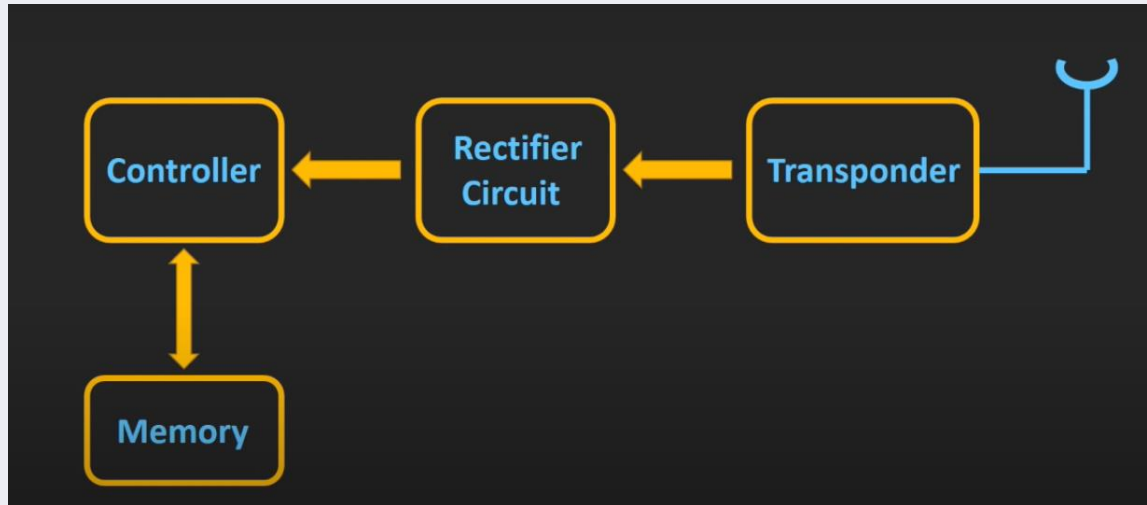 Controller
Rectifier
Circuit
Transponder
Memory